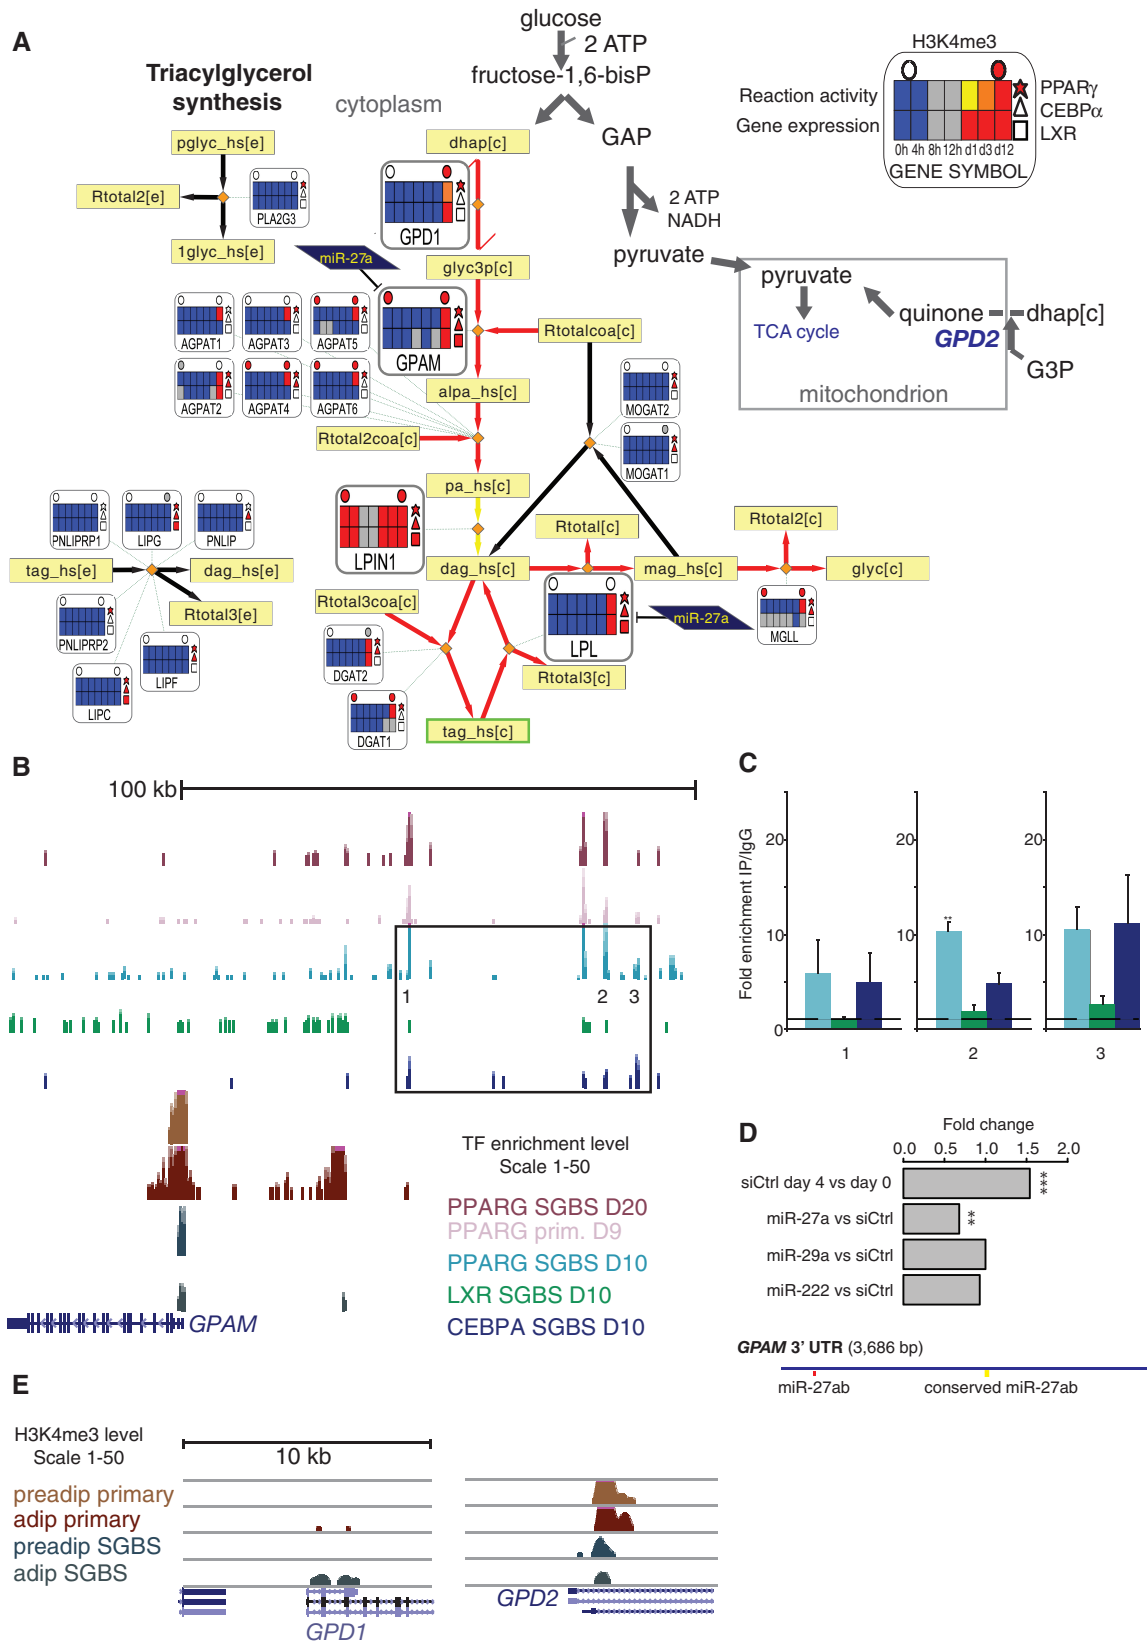 A
Triacylglycerol
synthesis
cytoplasm
glucose
2 ATP
fructose-1,6-bisP
GAP
2 ATP
NADH
pyruvate
pyruvate
TCA cycle
quinone
dhap[c]
GPD2
G3P
mitochondrion
H3K4me3
Reaction activity
Gene expression
PPARγ
CEBPα
LXR
0h 4h 8h 12h d1 d3 d12
GENE SYMBOL
pglyc_hs[e]
Rtotal2[e]
PLA2G3
1glyc_hs[e]
dhap[c]
GPD1
miR-27a
glyc3p[c]
AGPAT1
AGPAT3
AGPAT5
GPAM
Rtotalcoa[c]
AGPAT2
AGPAT4
AGPAT6
alpa_hs[c]
MOGAT2
Rtotal2coa[c]
MOGAT1
pa_hs[c]
PNLIPRP1
LIPG
PNLIP
LPIN1
Rtotal[c]
Rtotal2[c]
tag_hs[e]
dag_hs[e]
dag_hs[c]
mag_hs[c]
glyc[c]
Rtotal3[e]
Rtotal3coa[c]
PNLIPRP2
LIPF
LIPC
DGAT2
LPL
miR-27a
MGLL
Rtotal3[c]
DGAT1
tag_hs[c]
B
100 kb
1
2
3
TF enrichment level
Scale 1-50
PPARG SGBS D20
PPARG prim. D9
PPARG SGBS D10
LXR SGBS D10
CEBPA SGBS D10
GPAM
C
Fold enrichment IP/IgG
20
10
0
**
20
10
20
10
1
2
3
D
Fold change
0.0 0.5 1.0 1.5 2.0
siCtrl day 4 vs day 0
***
miR-27a vs siCtrl
**
miR-29a vs siCtrl
miR-222 vs siCtrl
GPAM 3' UTR (3,686 bp)
miR-27ab
conserved miR-27ab
E
H3K4me3 level
Scale 1-50
10 kb
preadip primary
adip primary
preadip SGBS
adip SGBS
GPD1
GPD2